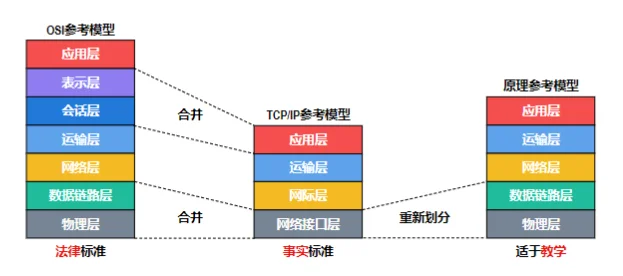 OSI参考模型
应用层
表示层
会话层
运输层
网络层
数据链路层
物理层
法律标准
合并
合并
TCP/IP参考模型
应用层
运输层
网际层
网络接口层
事实标准
重新划分
原理参考模型
应用层
运输层
网络层
数据链路层
物理层
适于教学